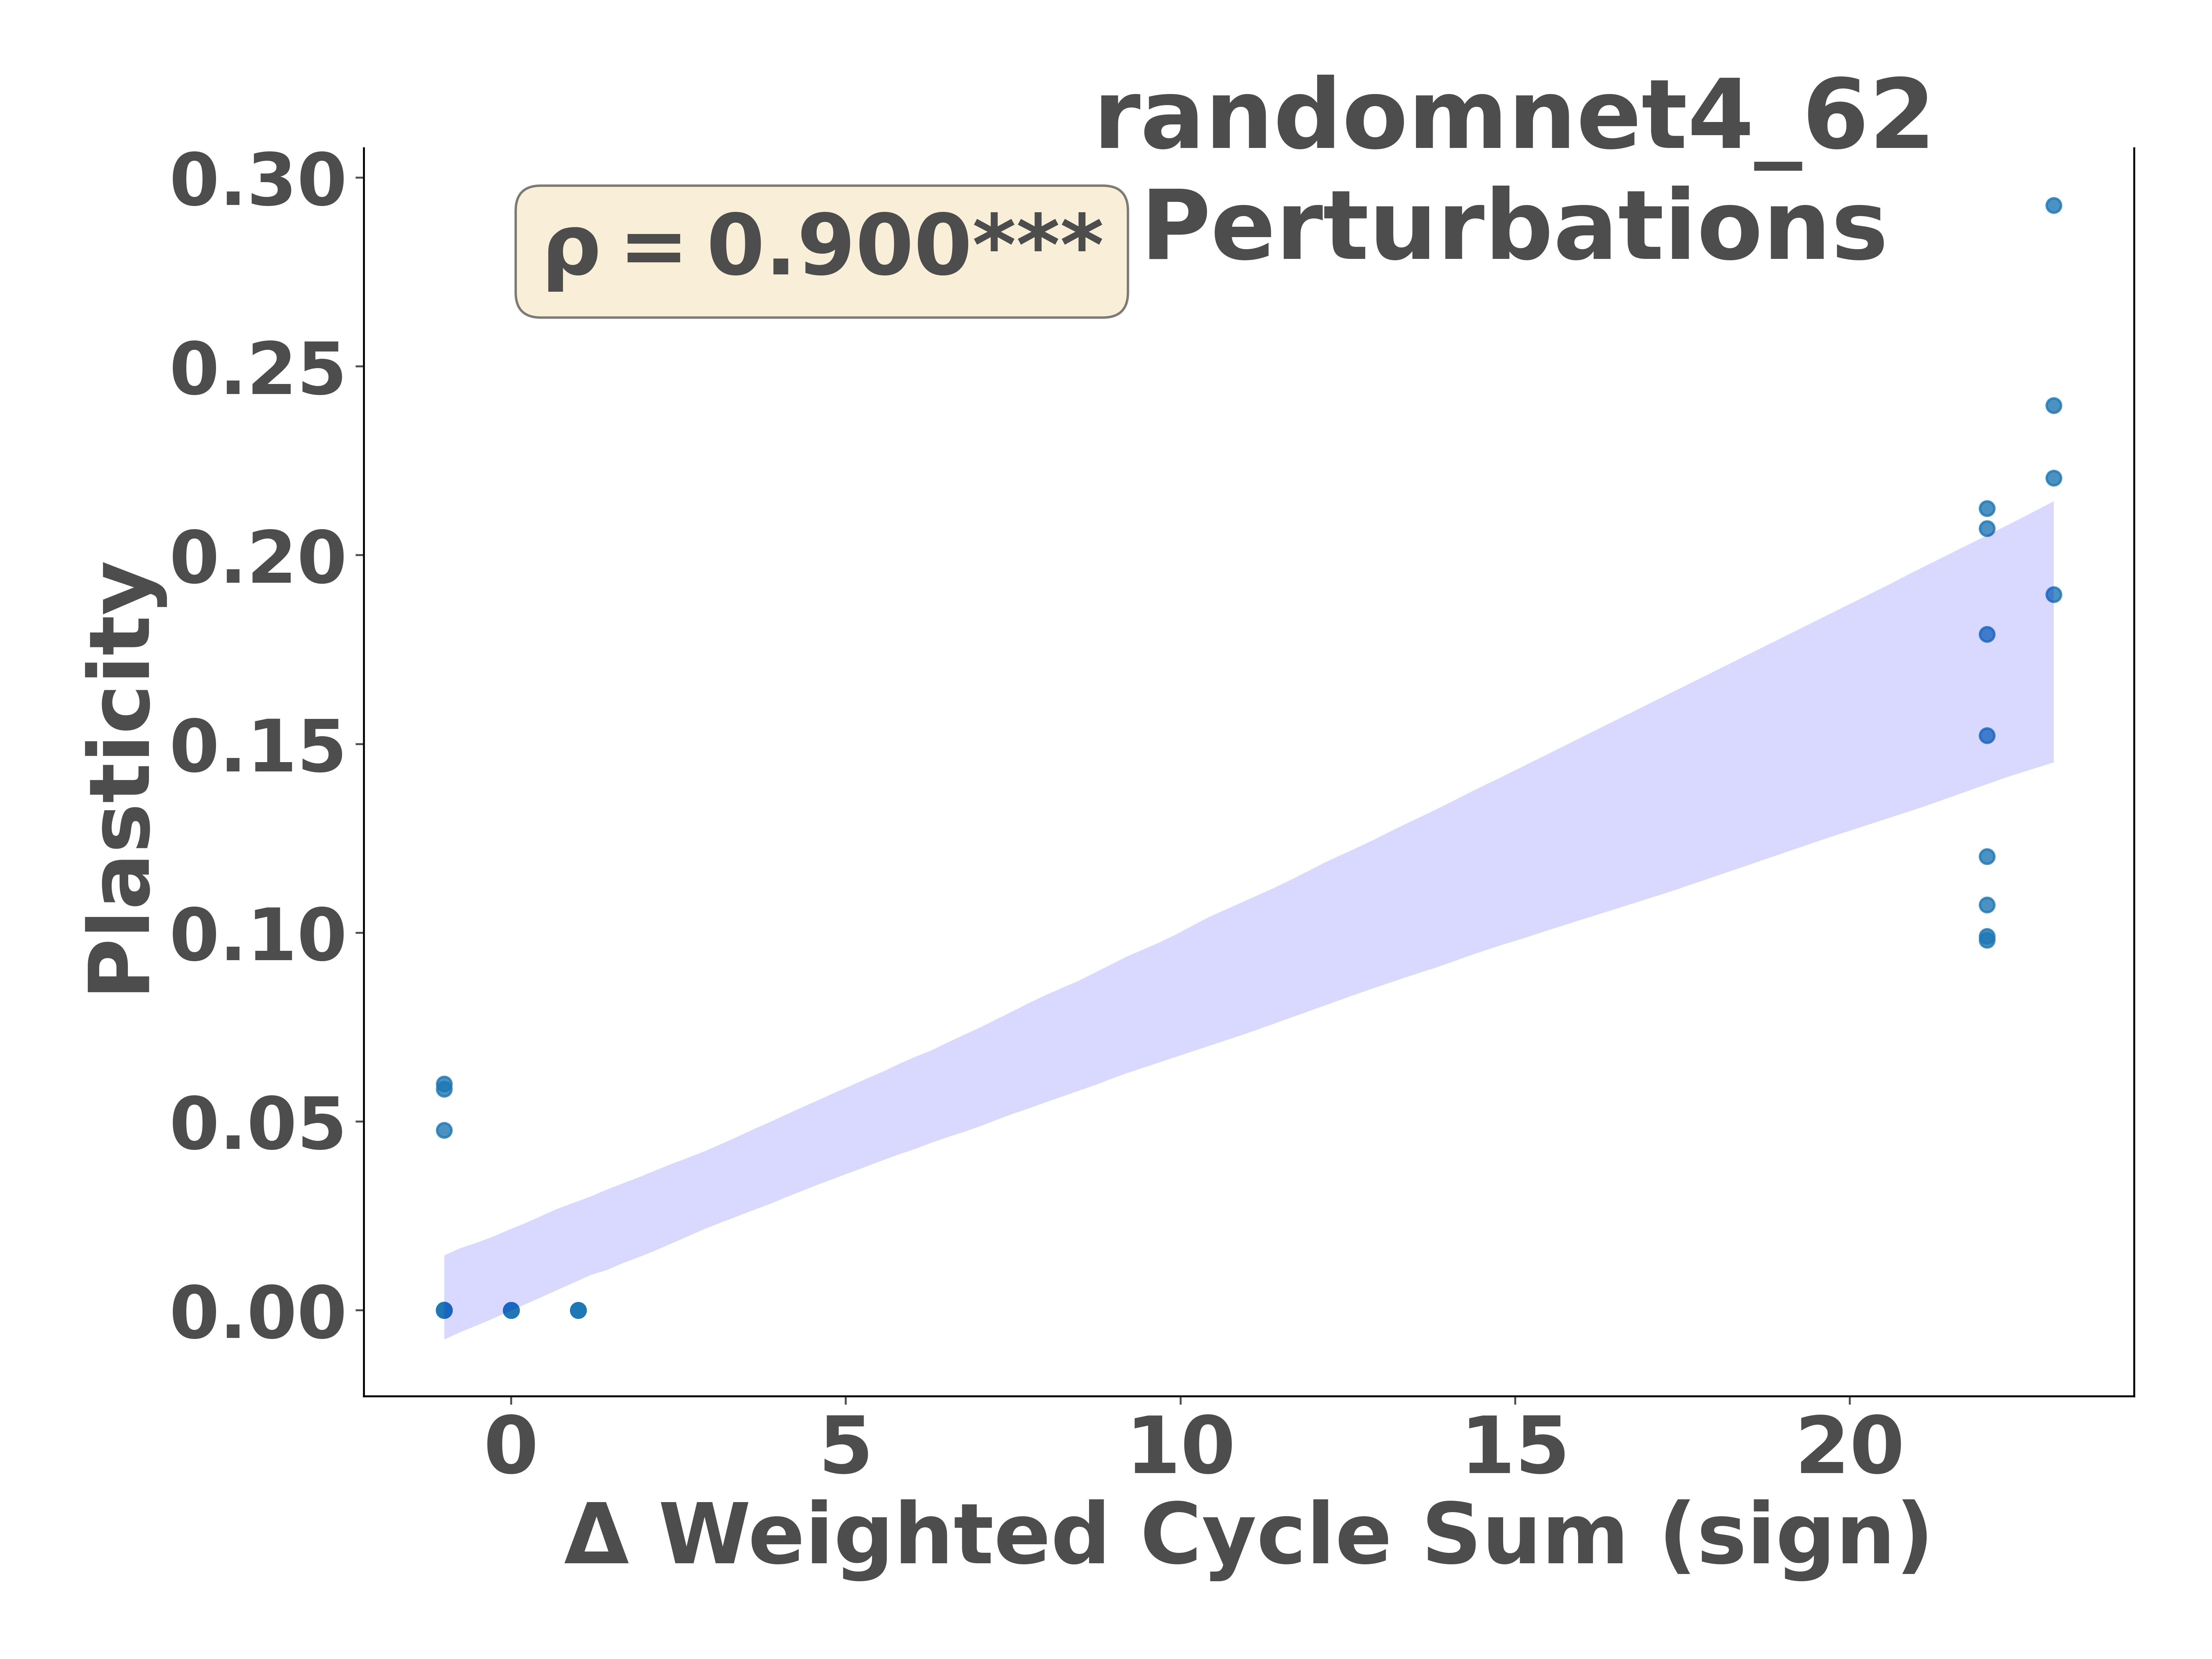 randomnet4_62
Perturbations
ρ = 0.900***
Plasticity
0.30
0.25
0.20
0.15
0.10
0.05
0.00
0 5 10 15 20
Δ Weighted Cycle Sum (sign)